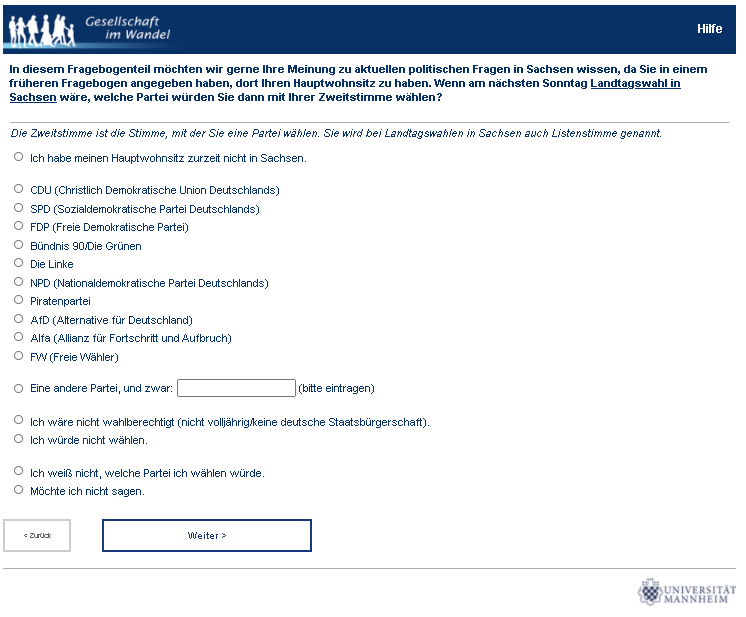 Gesellschaft
im Wandel
Hilfe
In diesem Fragebogenteil möchten wir gerne Ihre Meinung zu aktuellen politischen Fragen in Sachsen wissen, da Sie in einem
früheren Fragebogen angegeben haben, dort Ihren Hauptwohnsitz zu haben. Wenn am nächsten Sonntag Landtagswahl in
Sachsen wäre, welche Partei würden Sie dann mit Ihrer Zweitstimme wählen?
Die Zweitstimme ist die Stimme, mit der Sie eine Partei wählen. Sie wird bei Landtagswahlen in Sachsen auch Listenstimme genannt.
Ich habe meinen Hauptwohnsitz zurzeit nicht in Sachsen.
CDU (Christlich Demokratische Union Deutschlands)
SPD (Sozialdemokratische Partei Deutschlands)
FDP (Freie Demokratische Partei)
Bündnis 90/Die Grünen
Die Linke
NPD (Nationaldemokratische Partei Deutschlands)
Piratenpartei
AfD (Alternative für Deutschland)
Alfa (Allianz für Fortschritt und Aufbruch)
FW (Freie Wähler)
Eine andere Partei, und zwar: (bitte eintragen)
Ich wäre nicht wahlberechtigt (nicht volljährig/keine deutsche Staatsbürgerschaft).
Ich würde nicht wählen.
Ich weiß nicht, welche Partei ich wählen würde.
Möchte ich nicht sagen.
< Zurück
Weiter >
UNIVERSITÄT
MANNHEIM